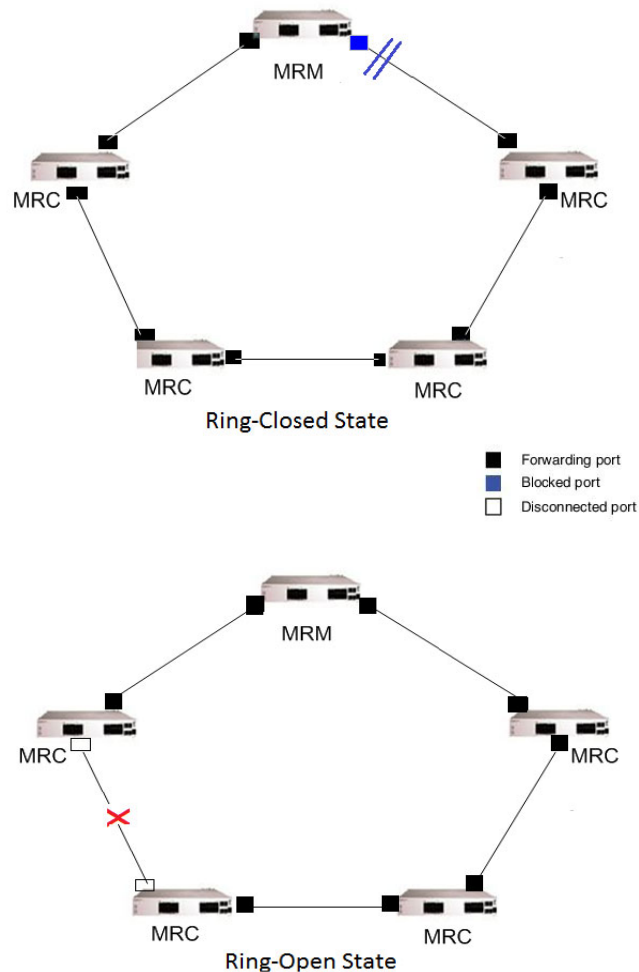 MRM
MRC
MRC
MRC
MRC
Ring-Closed State
Forwarding port
Blocked port
Disconnected port
MRM
MRC
MRC
MRC
MRC
Ring-Open State